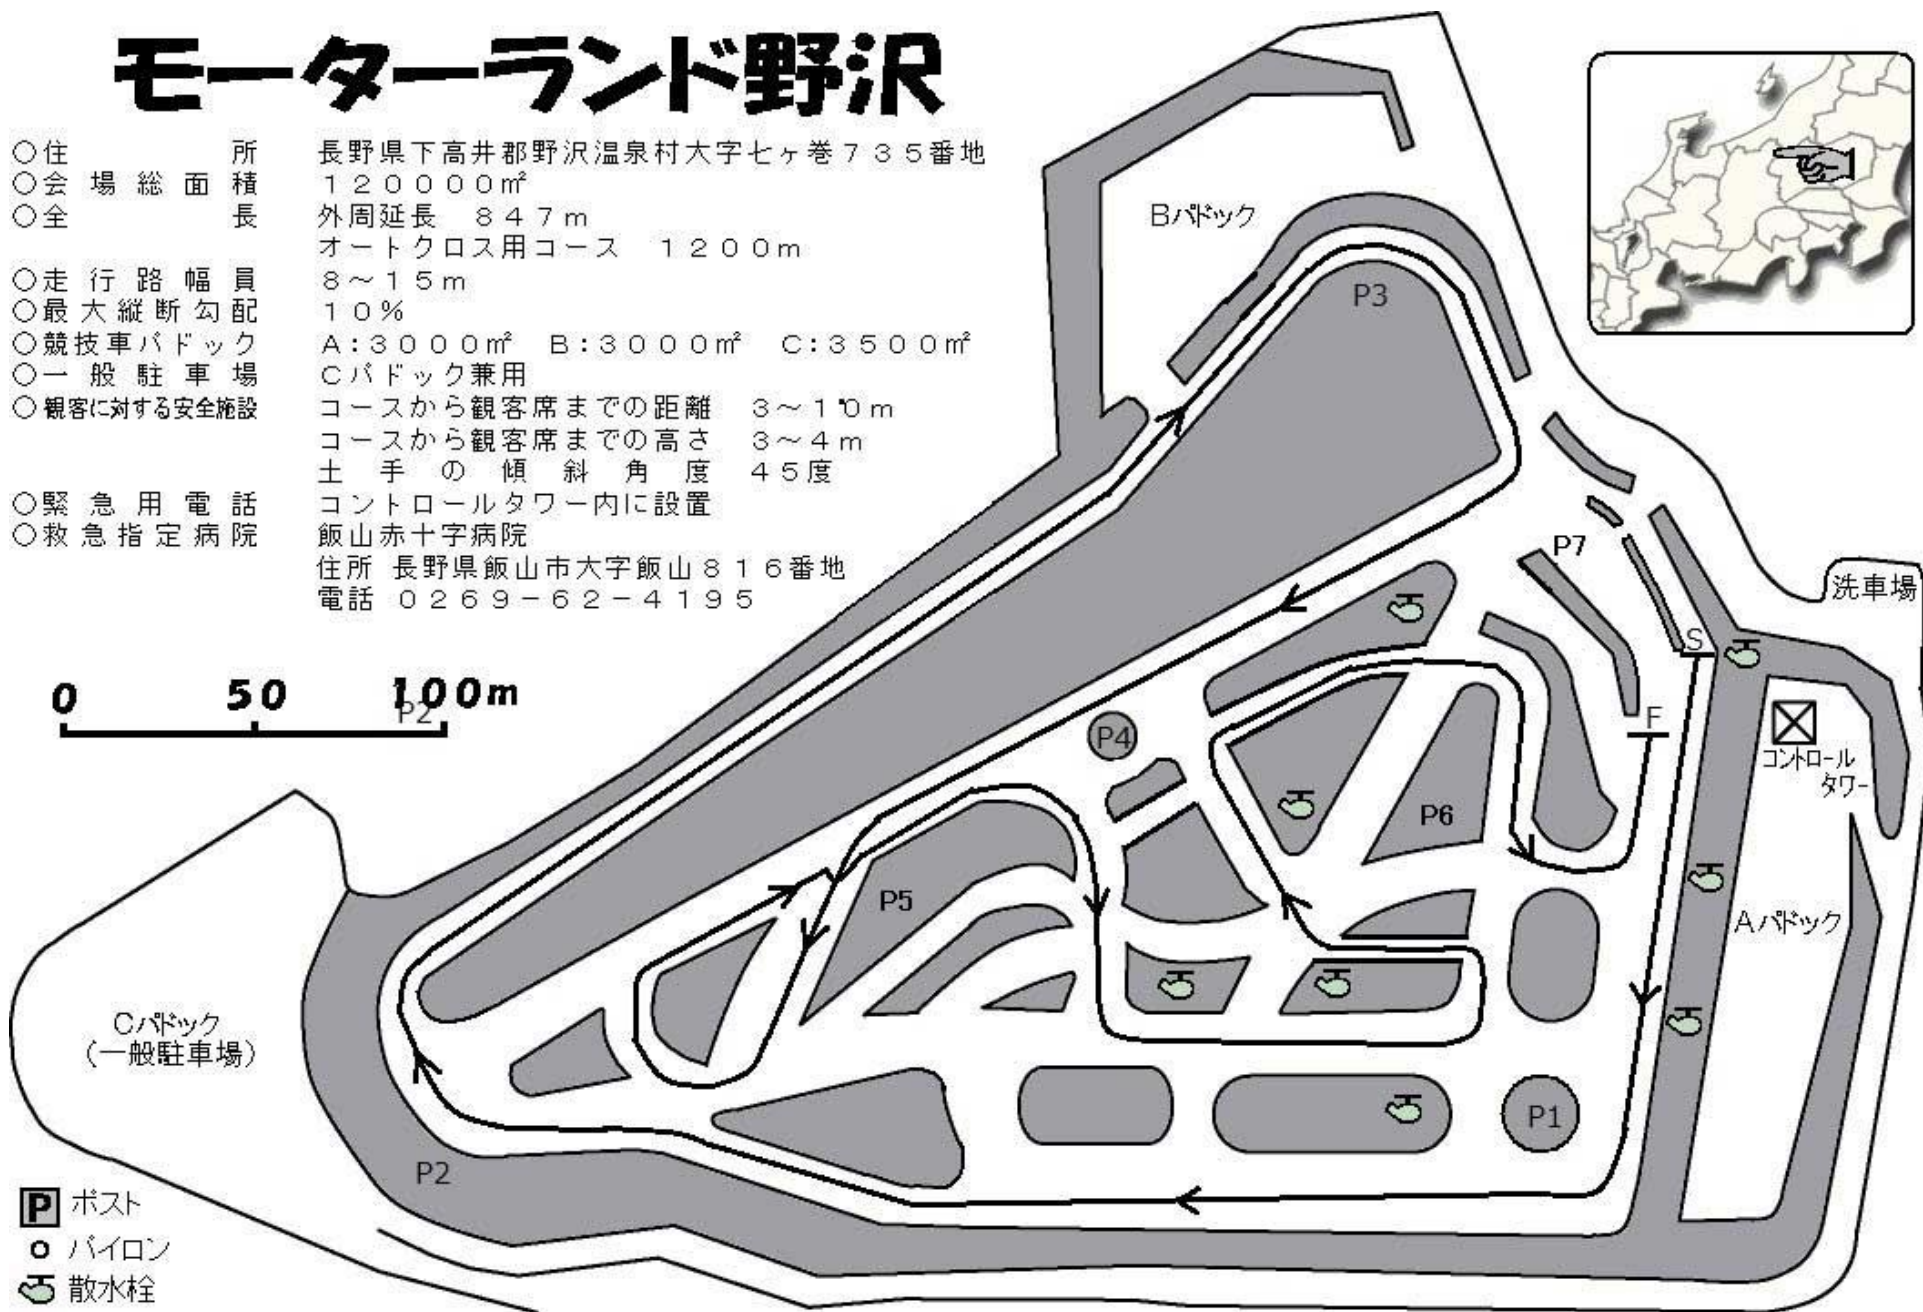 モーターランド野沢
○住所 長野県下高井郡野沢温泉村大字七ヶ巻７３５番地
○会場総面積 １２００００㎡
○全長 外周延長 ８４７ｍ
オートクロス用コース １２００ｍ
○走行路幅員 ８～１５ｍ
○最大縦断勾配 １０％
○競技車パドック Ａ：３０００㎡ Ｂ：３０００㎡ Ｃ：３５００㎡
○一般駐車場 Ｃパドック兼用
○観客に対する安全施設 コースから観客席までの距離 ３～１０ｍ
コースから観客席までの高さ ３～４ｍ
土手の傾斜角度 ４５度
○緊急用電話 コントロールタワー内に設置
○救急指定病院 飯山赤十字病院
住所 長野県飯山市大字飯山８１６番地
電話 ０２６９－６２－４１９５
0 50 100m
P2
Bパドック
P3
P7
洗車場
S
F
P4
コントロール
タワー
P6
P5
Aパドック
Cパドック
（一般駐車場）
P1
P2
P ポスト
パイロン
散水栓